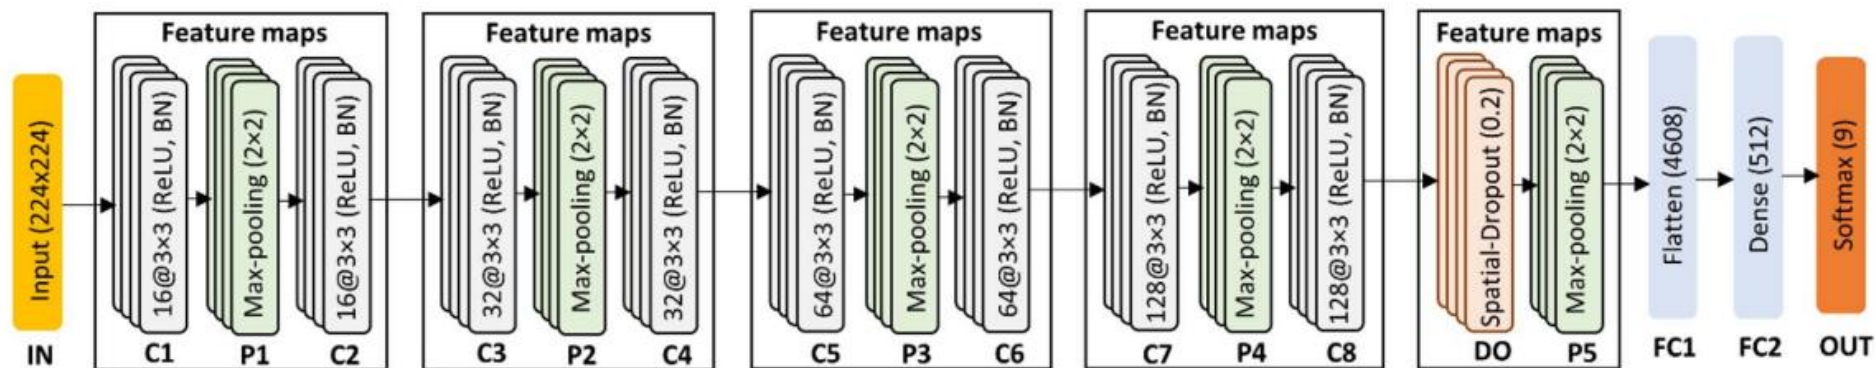 Feature maps
Feature maps
Feature maps
Feature maps
Feature maps
Input (224x224)
16@3×3 (ReLU, BN)
Max-pooling (2×2)
16@3×3 (ReLU, BN)
32@3×3 (ReLU, BN)
Max-pooling (2×2)
32@3×3 (ReLU, BN)
64@3×3 (ReLU, BN)
Max-pooling (2×2)
64@3×3 (ReLU, BN)
128@3×3 (ReLU, BN)
Max-pooling (2×2)
128@3×3 (ReLU, BN)
Spatial-Dropout (0.2)
Max-pooling (2×2)
Flatten (4608)
Dense (512)
Softmax (9)
IN
C1
P1
C2
C3
P2
C4
C5
P3
C6
C7
P4
C8
DO
P5
FC1
FC2
OUT